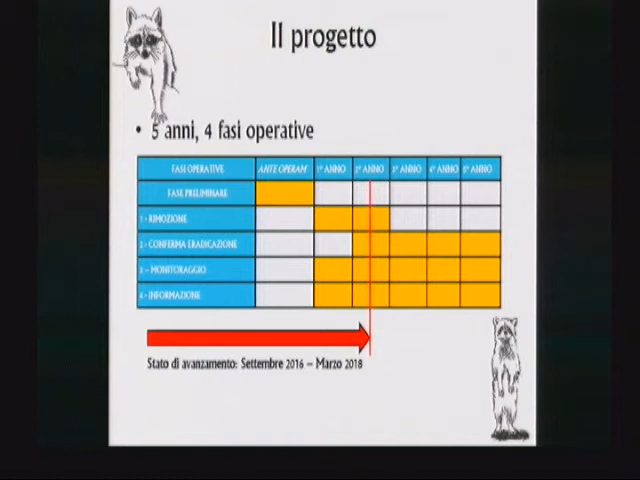 Il progetto
• 5 anni, 4 fasi operative
FASI OPERATIVE ANTE OPERAM 1° ANNO 2° ANNO 3° ANNO 4° ANNO 5° ANNO
FASE PRELIMINARE
1 - RIMOZIONE
2 - CONFERMA ERADICAZIONE
3 – MONITORAGGIO
4 - INFORMAZIONE
Stato di avanzamento: Settembre 2016 – Marzo 2018